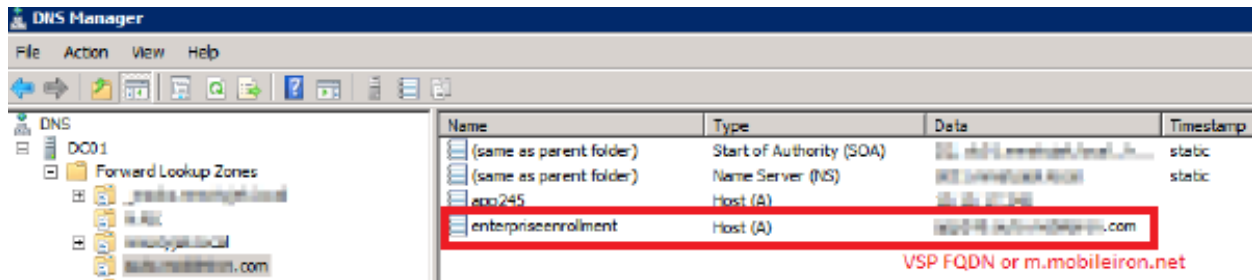 DNS Manager
File Action View Help
DNS
DC01
Forward Lookup Zones
.com
Name Type Data Timestamp
(same as parent folder) Start of Authority (SOA) static
(same as parent folder) Name Server (NS) static
app245 Host (A)
enterpriseenrollment Host (A) .com
VSP FQDN or m.mobileiron.net